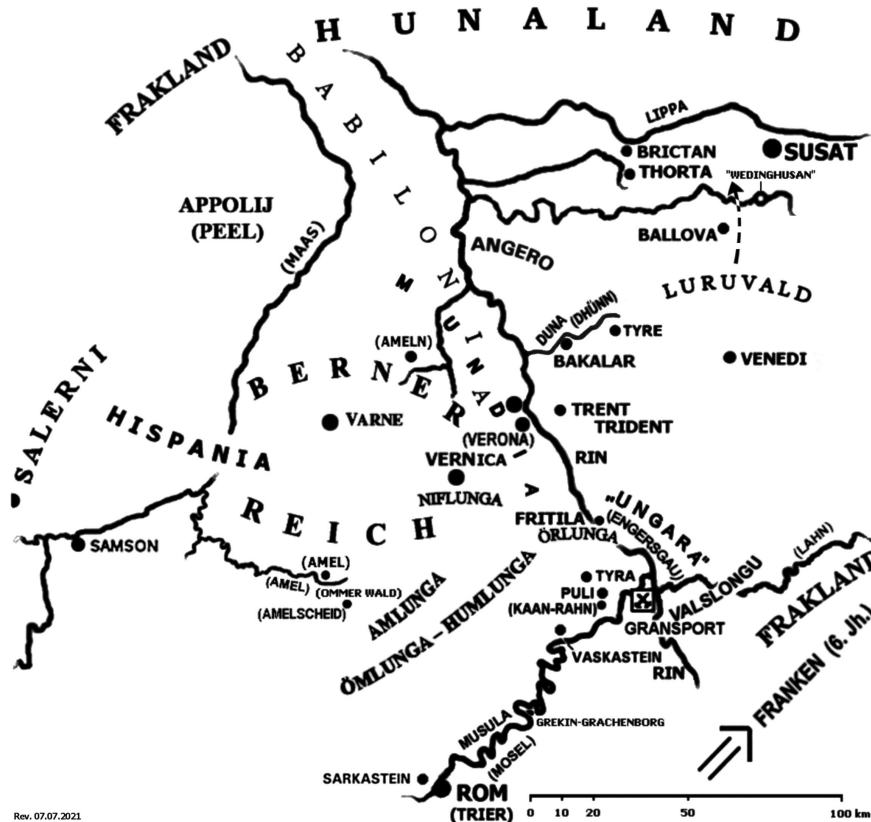 HUNALAND
BABILONIA
FRAKLAND
LIPPA
BRICTAN
SUSAT
THORTA
"WEDINGHUSAN"
APPOLIJ
(PEEL)
(MAAS)
ANGERO
BALLOVA
LURUVALD
MUINAD
DUNA (DHÜNN)
TYRE
(AMELN)
BAKALAR
VENEDI
SALERNI
HISPANIA
BERNER
VARNE
TRENT
TRIDENT
(VERONA)
VERNICA
RIN
NIFLUNGA
REICH
"UNGARA"
(ENGERSGAU)
FRITILA
ÖRLUNGA
SAMSON
(AMEL)
(AMEL)
(OMMER WALD)
(AMELSCHEID)
AMLUNGA
ÖMLUNGA – HUMLUNGA
TYRA
PULI
(KAAN-RAHN)
VALSLONGU
(LAHN)
FRAKLAND
GRANSPORT
VASKASTEIN
RIN
FRANKEN (6. Jh.)
MUSULA
(MOSEL)
GREKIN-GRACHENBORG
SARKASTEIN
ROM
(TRIER)
0 10 20 50 100 km
Rev. 07.07.2021